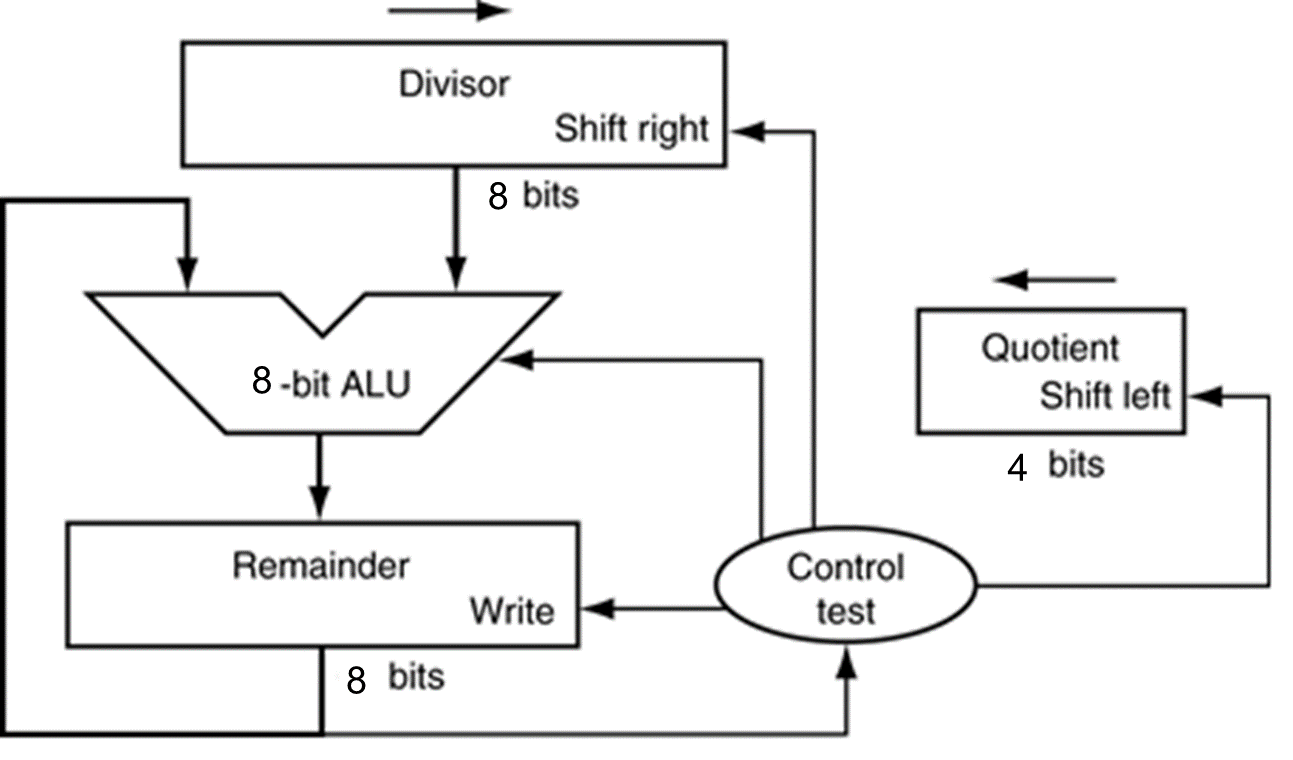 Divisor
Shift right
8 bits
8 -bit ALU
Quotient
Shift left
4 bits
Remainder
Write
Control
test
8 bits